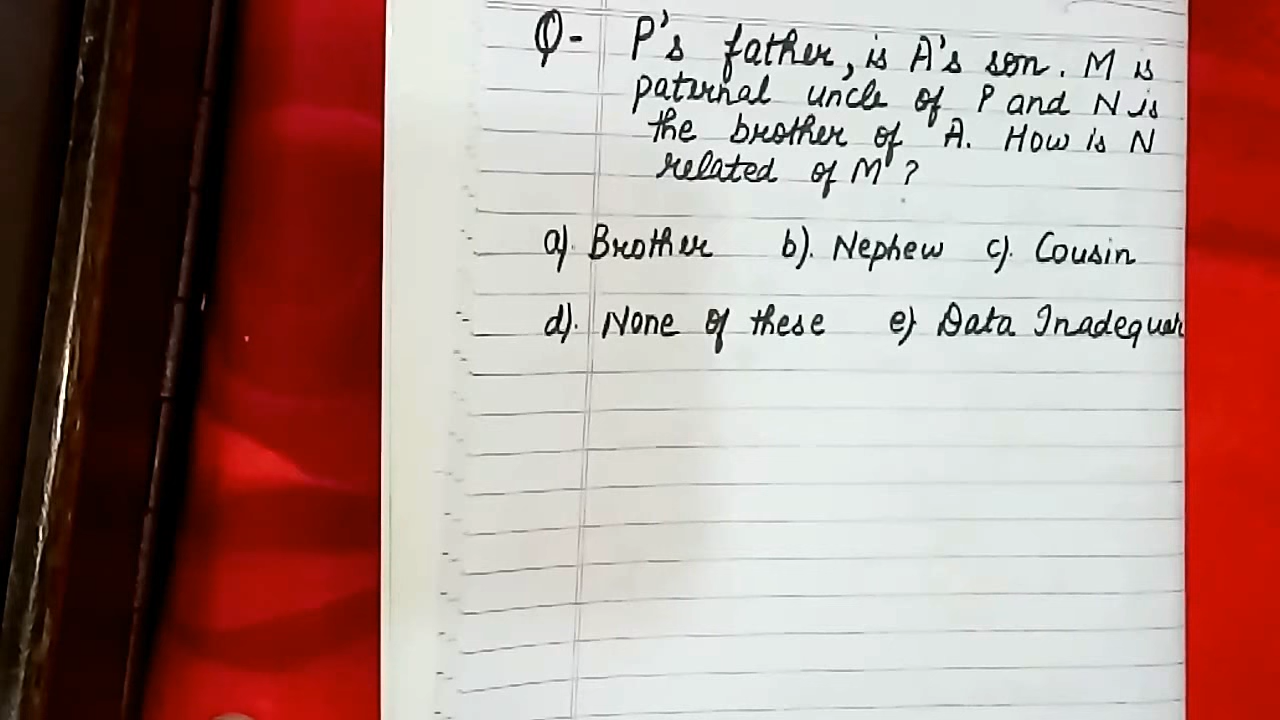 Q- P's father, is A's son. M is
paternal uncle of P and N is
the brother of A. How is N
related of M ?
a). Brother b). Nephew c). Cousin
d). None of these e) Data Inadequate